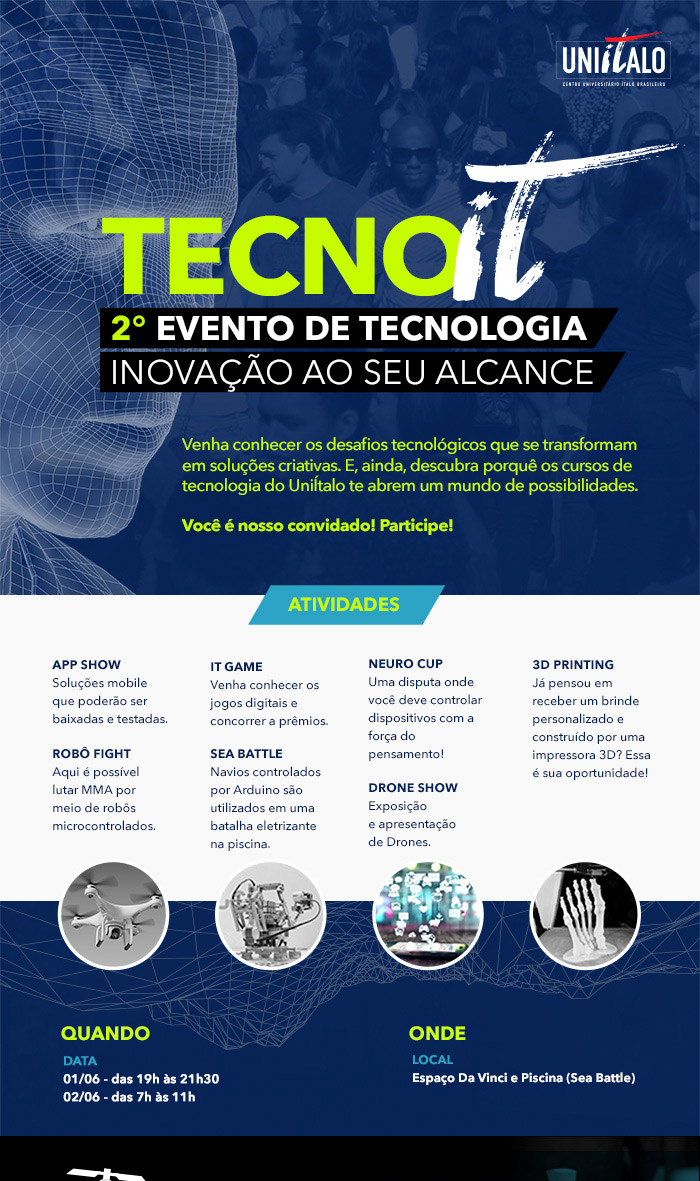 UNIÍTALO
CENTRO UNIVERSITÁRIO ÍTALO BRASILEIRO
TECNOIT
2° EVENTO DE TECNOLOGIA
INOVAÇÃO AO SEU ALCANCE
Venha conhecer os desafios tecnológicos que se transformam
em soluções criativas. E, ainda, descubra porquê os cursos de
tecnologia do UniÍtalo te abrem um mundo de possibilidades.
Você é nosso convidado! Participe!
ATIVIDADES
APP SHOW
Soluções mobile
que poderão ser
baixadas e testadas.
ROBÔ FIGHT
Aqui é possível
lutar MMA por
meio de robôs
microcontrolados.
IT GAME
Venha conhecer os
jogos digitais e
concorrer a prêmios.
SEA BATTLE
Navios controlados
por Arduino são
utilizados em uma
batalha eletrizante
na piscina.
NEURO CUP
Uma disputa onde
você deve controlar
dispositivos com a
força do
pensamento!
DRONE SHOW
Exposição
e apresentação
de Drones.
3D PRINTING
Já pensou em
receber um brinde
personalizado e
construído por uma
impressora 3D? Essa
é sua oportunidade!
QUANDO
DATA
01/06 - das 19h às 21h30
02/06 - das 7h às 11h
ONDE
LOCAL
Espaço Da Vinci e Piscina (Sea Battle)